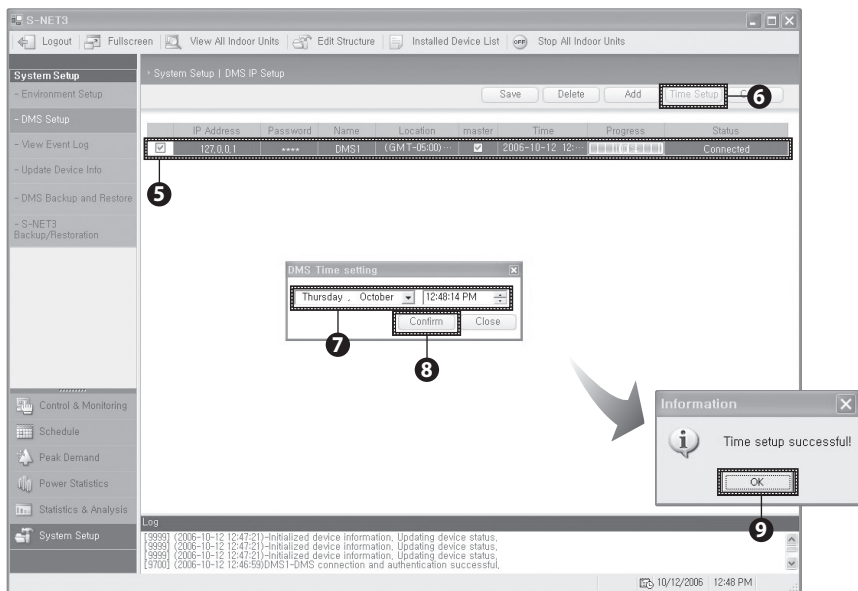 S-NET3
Logout Fullscreen View All Indoor Units Edit Structure Installed Device List OFF Stop All Indoor Units
System Setup
- Environment Setup
- DMS Setup
- View Event Log
- Update Device Info
- DMS Backup and Restore
- S-NET3
Backup/Restoration
System Setup | DMS IP Setup
Save Delete Add Time Setup
6
IP Address Password Name Location master Time Progress Status
127,0,0,1 **** DMS1 (GMT-05:00)··· 2006-10-12 12:··· Connected
5
DMS Time setting
Thursday , October 12:48:14 PM
Confirm Close
7
8
Information
Time setup successful!
OK
9
Control & Monitoring
Schedule
Peak Demand
Power Statistics
Statistics & Analysis
System Setup
Log
[9999] (2006-10-12 12:47:21)-Initialized device information, Updating device status,
[9999] (2006-10-12 12:47:21)-Initialized device information, Updating device status,
[9999] (2006-10-12 12:47:21)-Initialized device information, Updating device status,
[9700] (2006-10-12 12:46:59)DMS1-DMS connection and authentication successful,
10/12/2006 12:48 PM